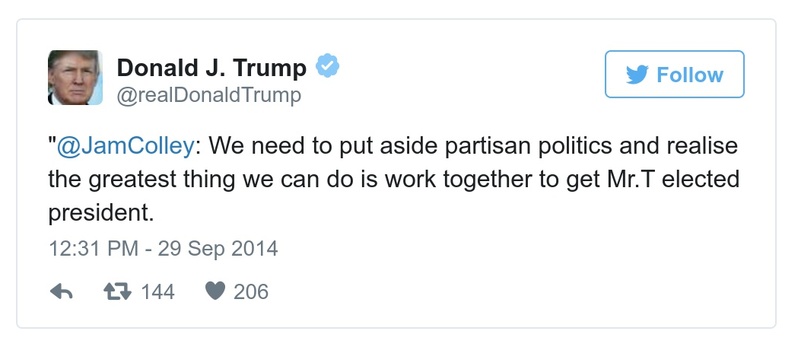 Donald J. Trump
@realDonaldTrump
Follow
"@JamColley: We need to put aside partisan politics and realise
the greatest thing we can do is work together to get Mr.T elected
president.
12:31 PM - 29 Sep 2014
144 206